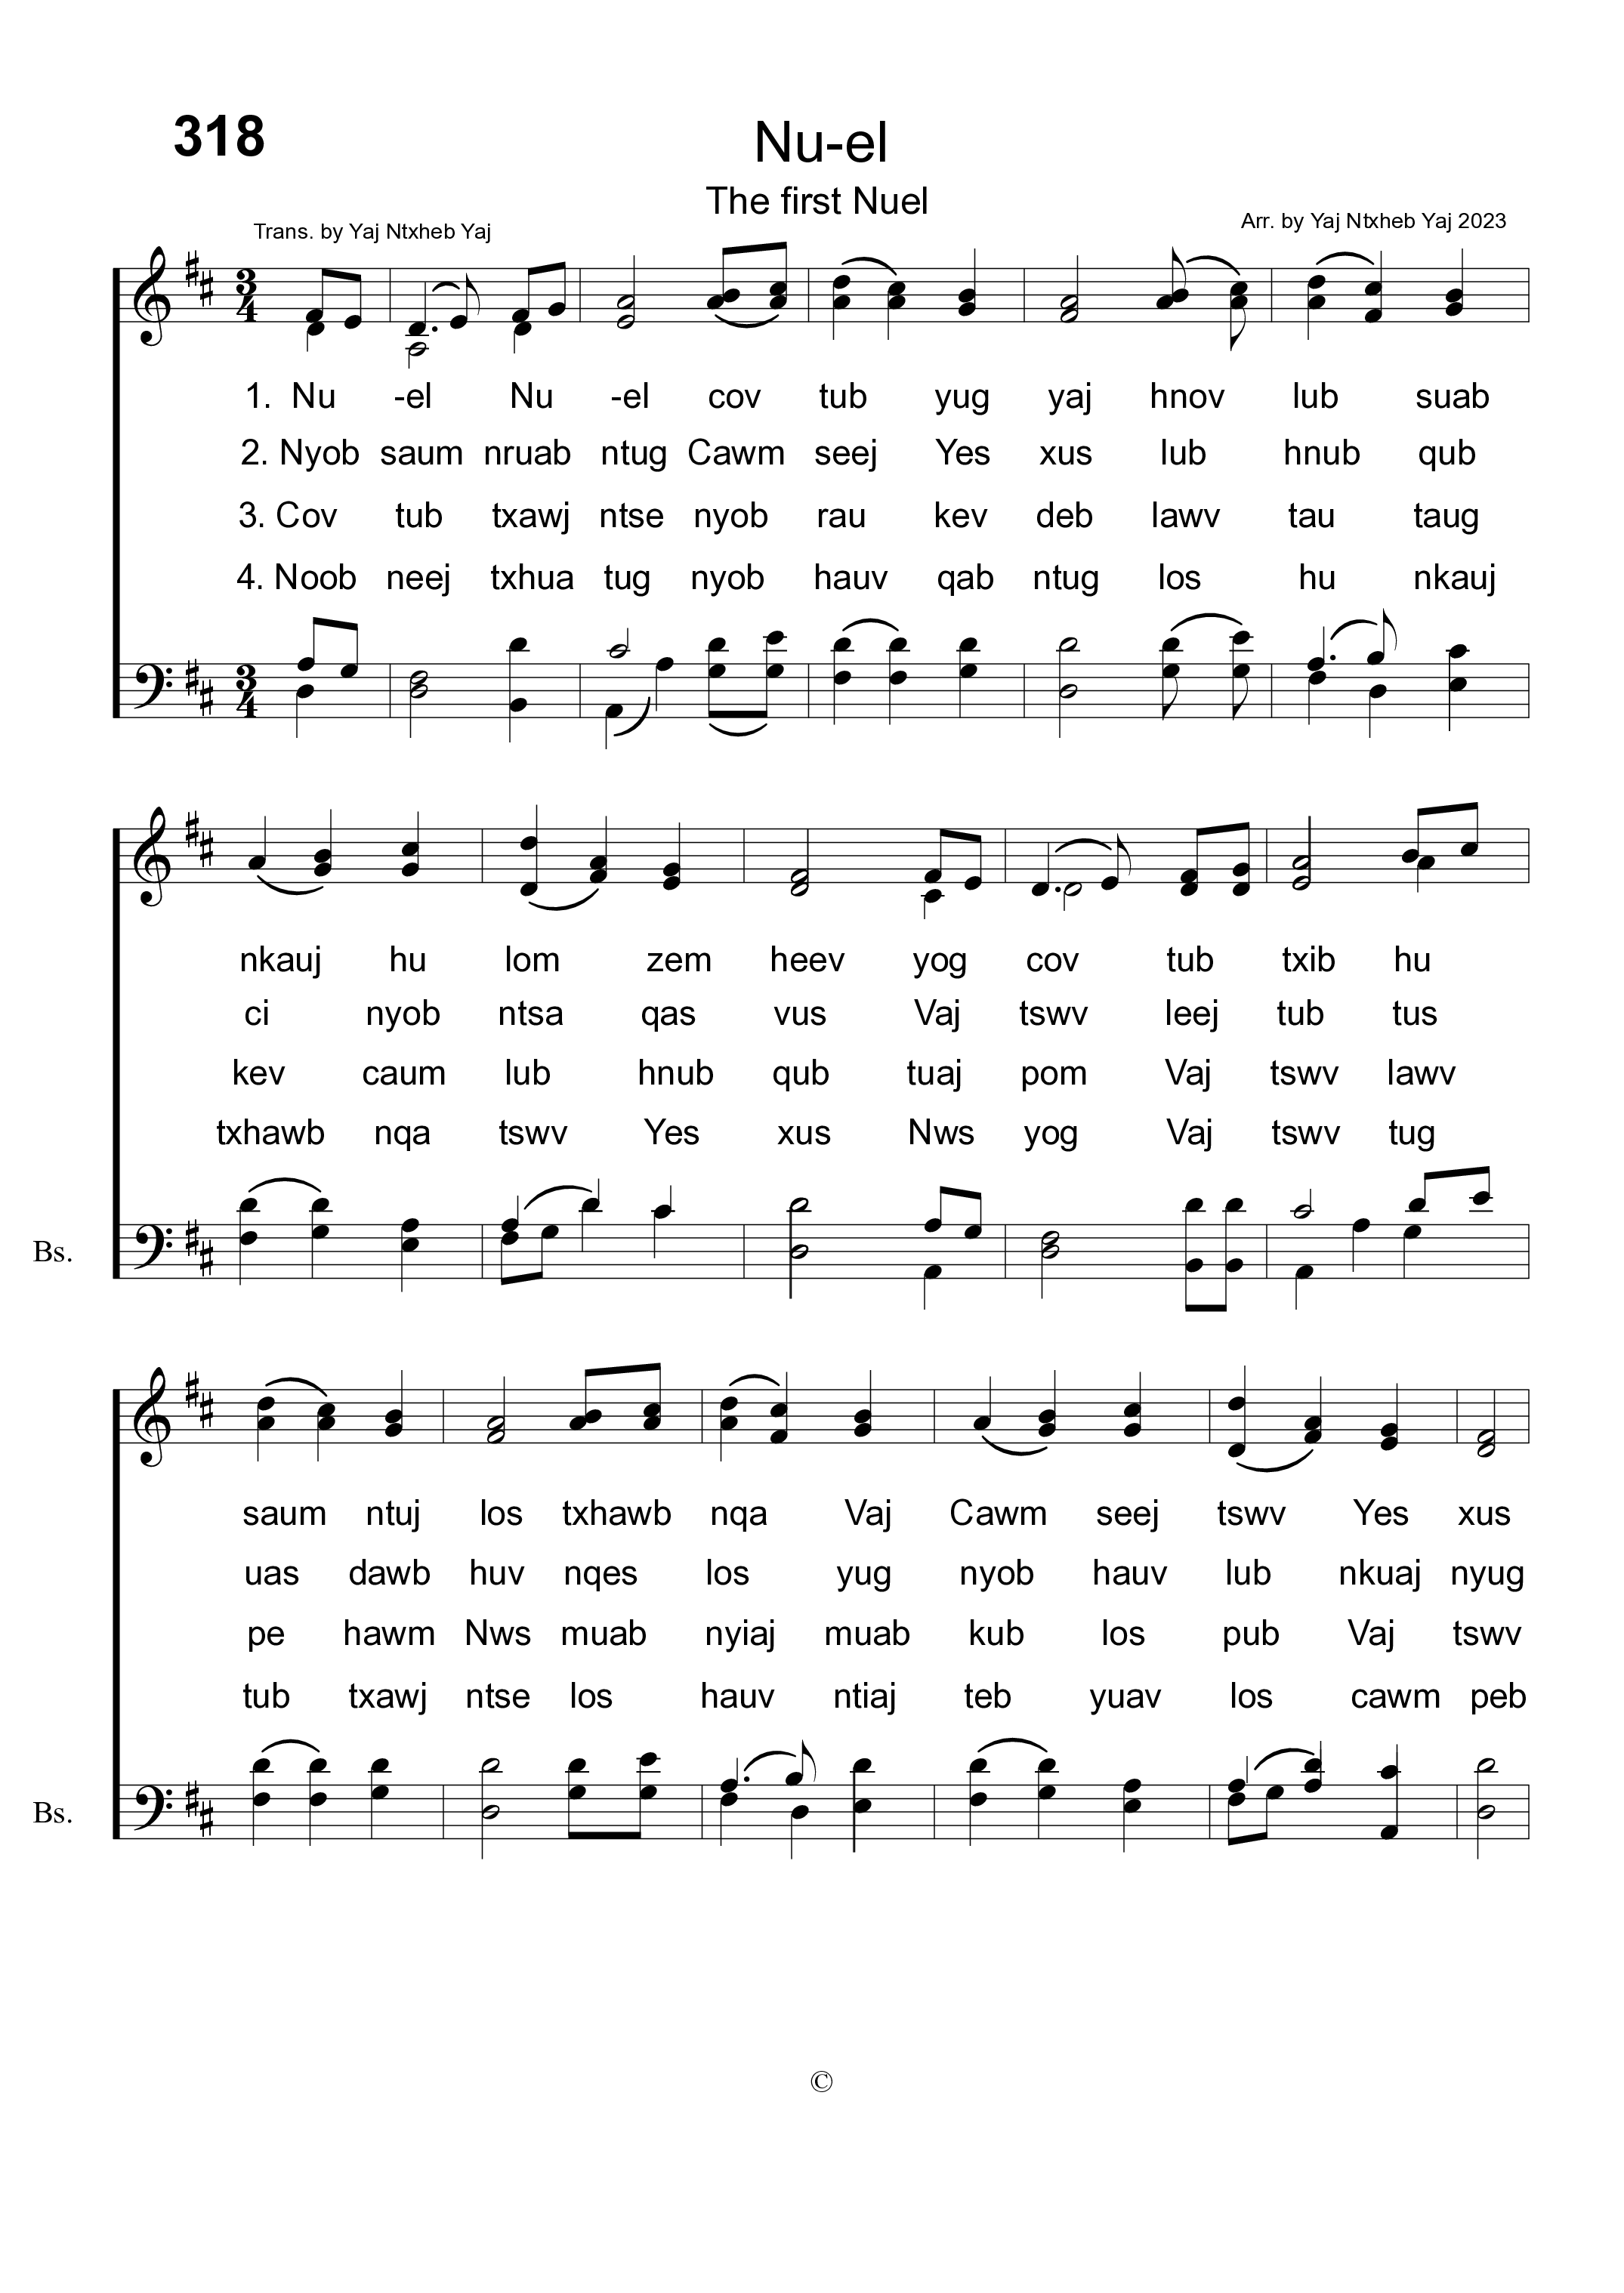 318
Nu-el
The first Nuel
Trans. by Yaj Ntxheb Yaj
Arr. by Yaj Ntxheb Yaj 2023
3
4
1. Nu -el Nu -el cov tub yug yaj hnov lub suab
2. Nyob saum nruab ntug Cawm seej Yes xus lub hnub qub
3. Cov tub txawj ntse nyob rau kev deb lawv tau taug
4. Noob neej txhua tug nyob hauv qab ntug los hu nkauj
3
4
nkauj hu lom zem heev yog cov tub txib hu
ci nyob ntsa qas vus Vaj tswv leej tub tus
kev caum lub hnub qub tuaj pom Vaj tswv lawv
txhawb nqa tswv Yes xus Nws yog Vaj tswv tug
Bs.
saum ntuj los txhawb nqa Vaj Cawm seej tswv Yes xus
uas dawb huv nqes los yug nyob hauv lub nkuaj nyug
pe hawm Nws muab nyiaj muab kub los pub Vaj tswv
tub txawj ntse los hauv ntiaj teb yuav los cawm peb
Bs.
©